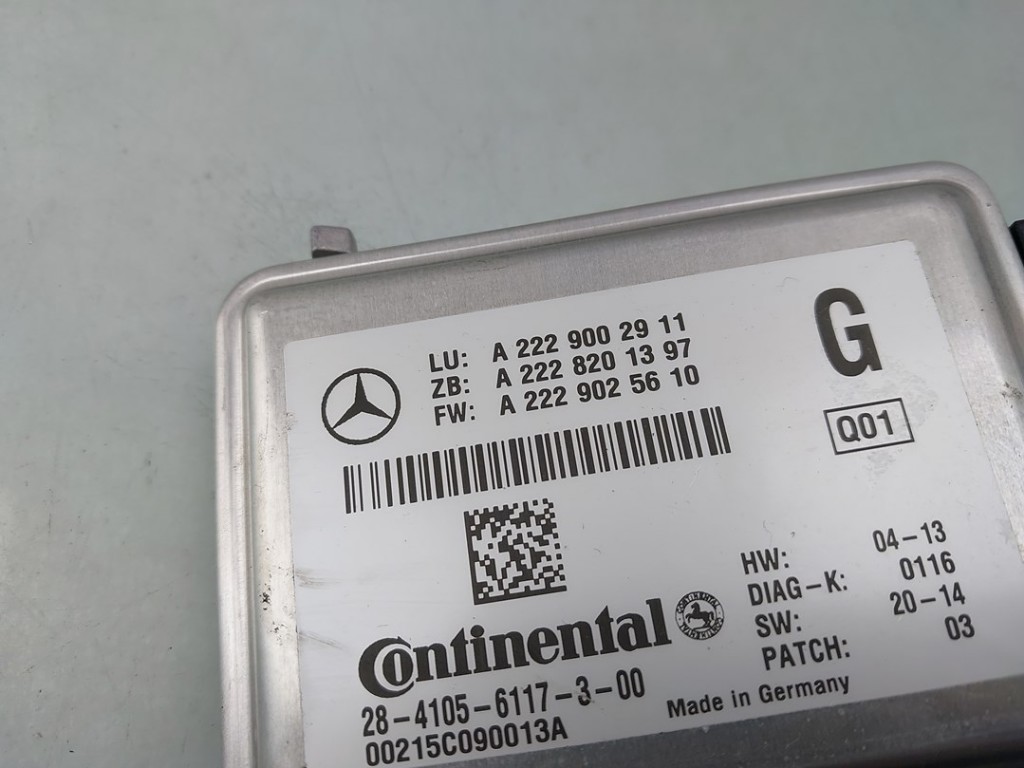 LU: A 222 900 29 11
ZB: A 222 820 13 97
FW: A 222 902 56 10
G
Q01
HW: 04-13
DIAG-K: 0116
SW: 20-14
PATCH: 03
Continental
28-4105-6117-3-00
00215C090013A
Made in Germany